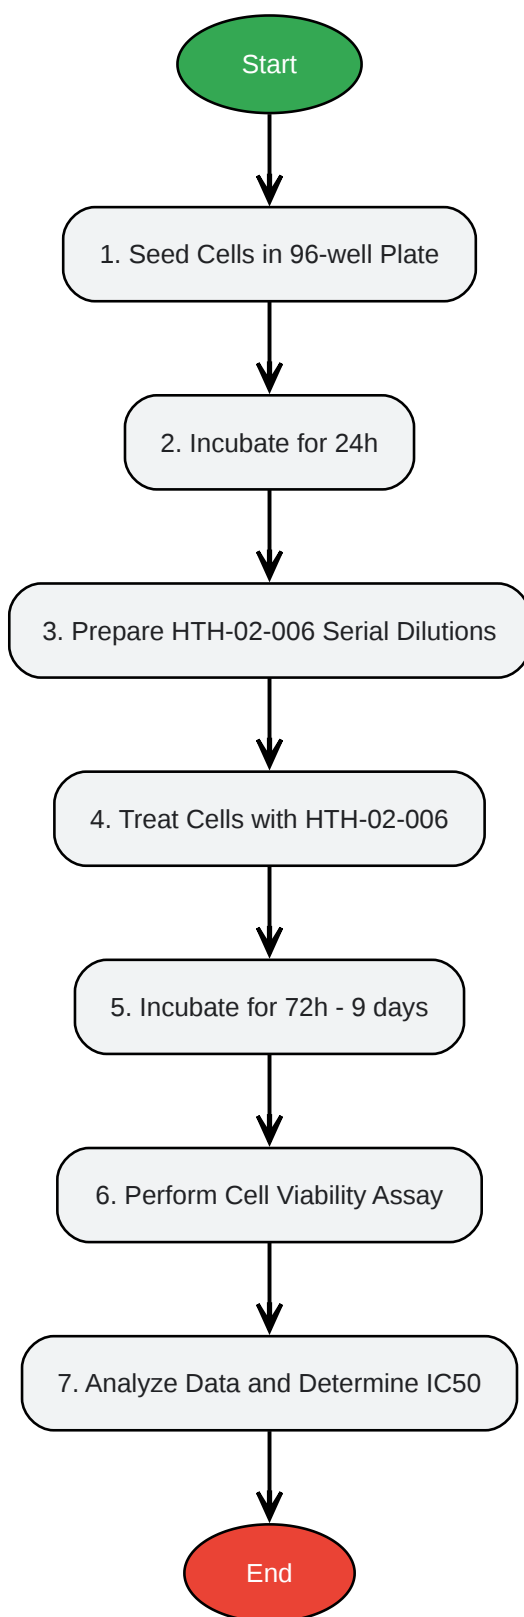 Start
1. Seed Cells in 96-well Plate
2. Incubate for 24h
3. Prepare HTH-02-006 Serial Dilutions
4. Treat Cells with HTH-02-006
5. Incubate for 72h - 9 days
6. Perform Cell Viability Assay
7. Analyze Data and Determine IC50
End